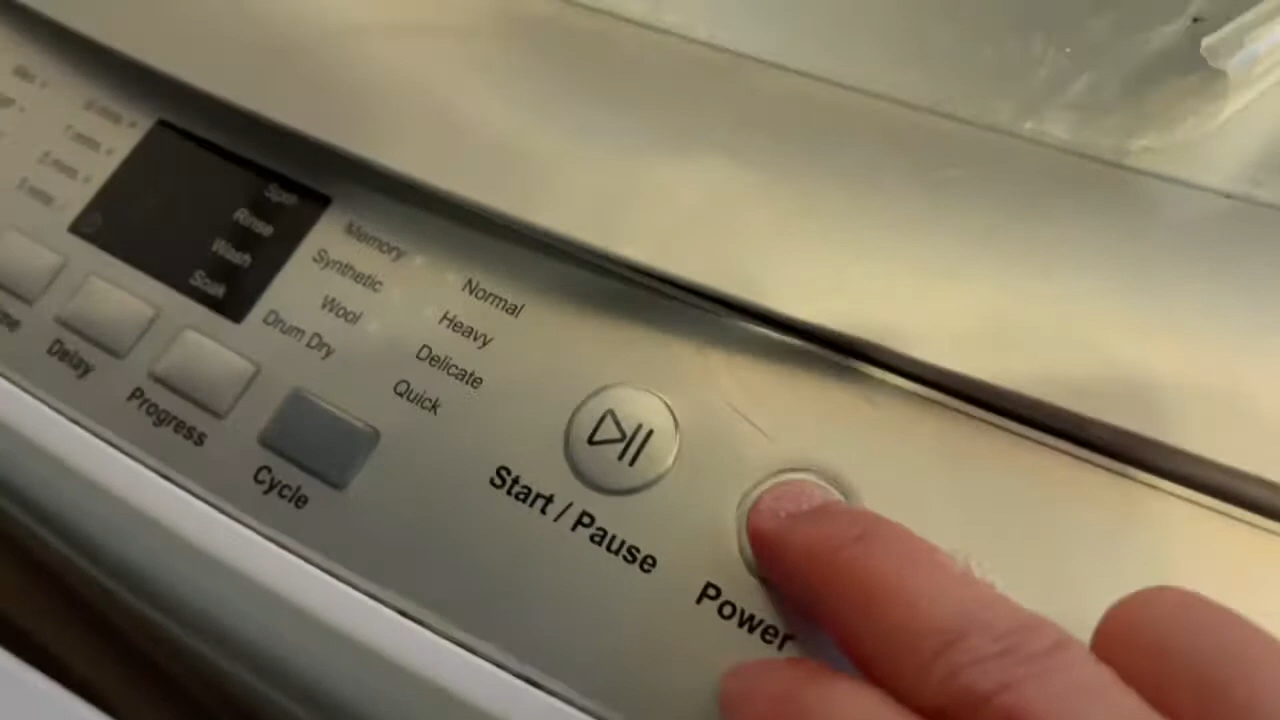 Spin
Rinse
Wash
Soak
Memory
Synthetic
Wool
Drum Dry
Normal
Heavy
Delicate
Quick
Delay
Progress
Cycle
Start / Pause
Power